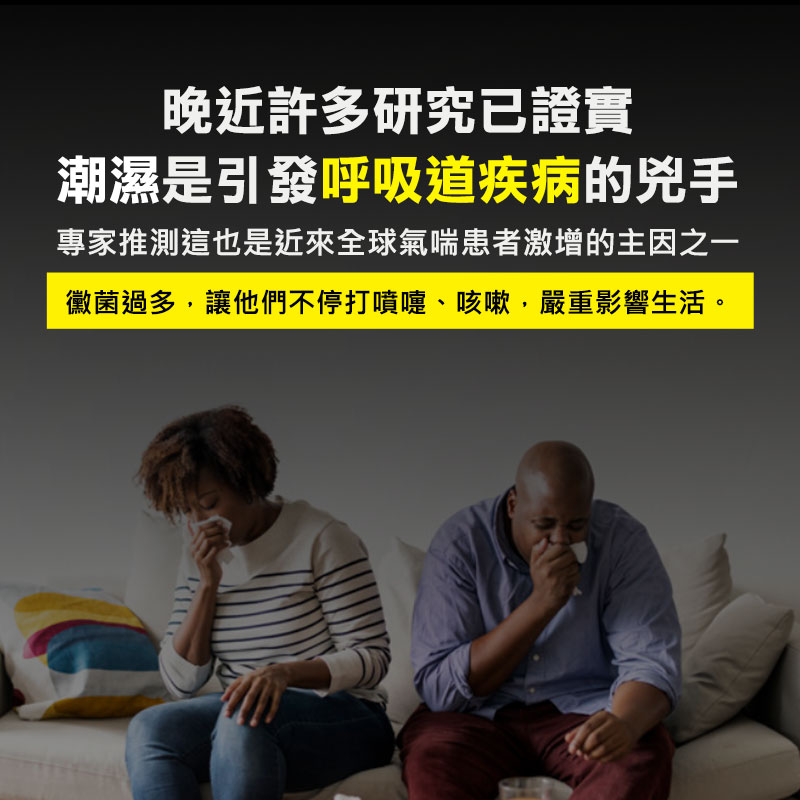 晚近許多研究已證實
潮濕是引發呼吸道疾病的兇手
專家推測這也是近來全球氣喘患者激增的主因之一
黴菌過多，讓他們不停打噴嚏、咳嗽，嚴重影響生活。